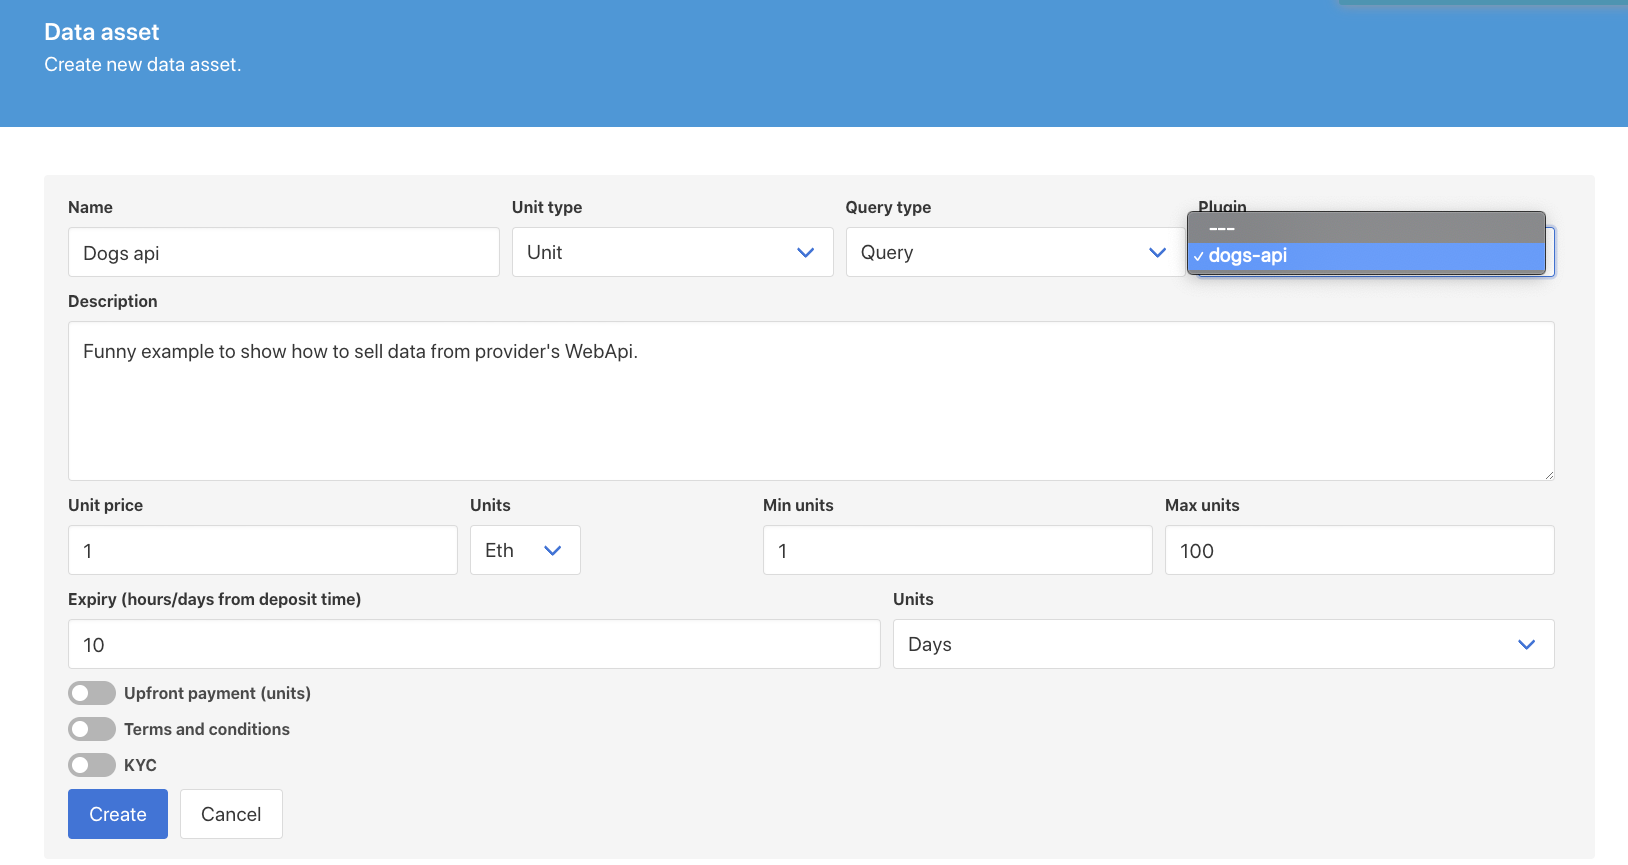 Data asset
Create new data asset.
Name
Unit type
Query type
Plugin
Dogs api
Unit
Query
---
✓ dogs-api
Description
Funny example to show how to sell data from provider's WebApi.
Unit price
Units
Min units
Max units
1
Eth
1
100
Expiry (hours/days from deposit time)
Units
10
Days
Upfront payment (units)
Terms and conditions
KYC
Create
Cancel